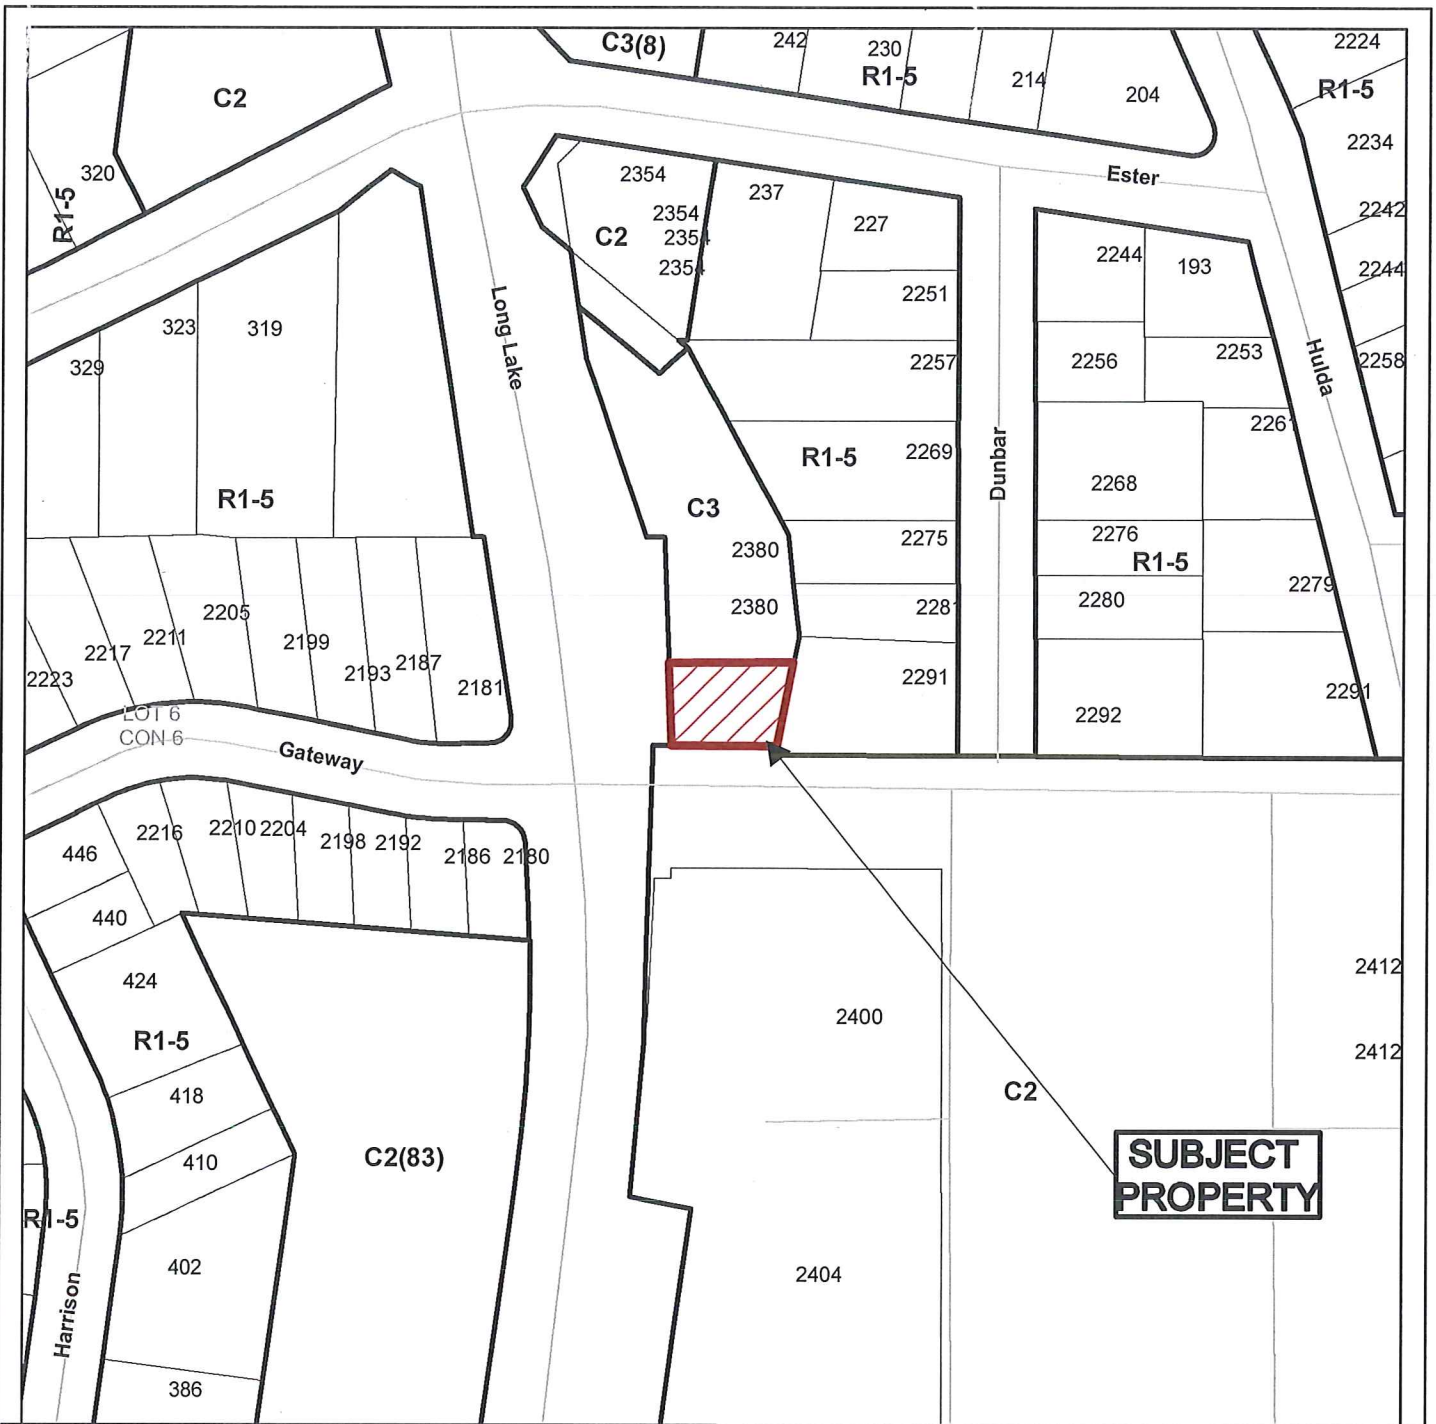 C3(8)
242
230
R1-5
214
204
2224
R1-5
2234
C2
320
R1-5
Ester
2354
2354
2354
2354
C2
237
227
2251
2244
193
2242
2244
323
319
329
Long Lake
2257
2256
2253
Hulda
2258
R1-5
2269
Dunbar
2261
2268
R1-5
C3
2380
2275
2276
R1-5
2380
2281
2280
2279
2205
2211
2217
2223
2199
2193
2187
2181
2291
2292
2291
LOT 6
CON 6
Gateway
446
2216
2210
2204
2198
2192
2186
2180
440
424
R1-5
2400
2412
2412
418
C2
410
C2(83)
SUBJECT
PROPERTY
R1-5
402
2404
Harrison
386